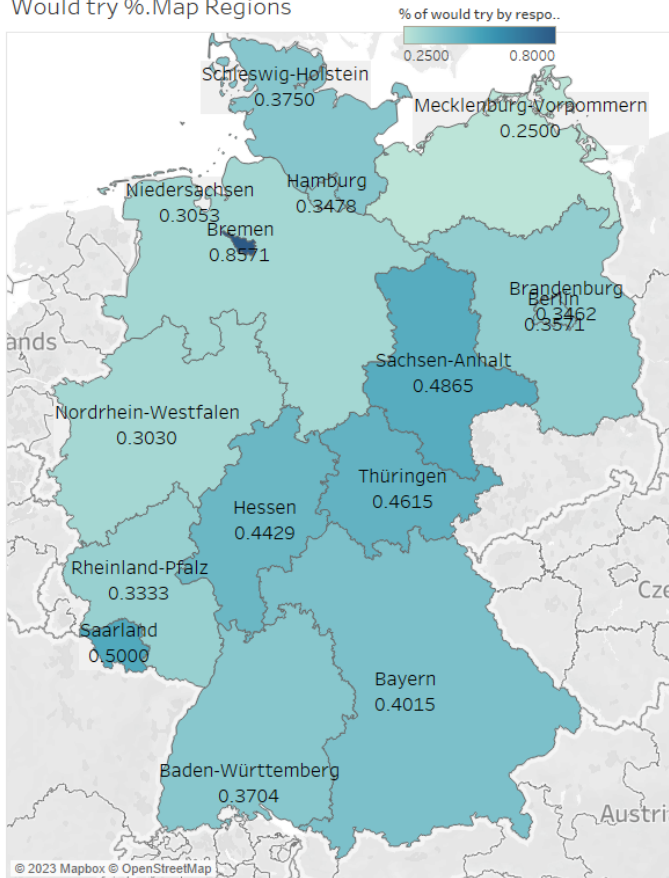 Would try %.Map Regions
% of would try by respo..
0.2500 0.8000
Schleswig-Holstein
0.3750
Mecklenburg-Vorpommern
0.2500
Niedersachsen
0.3053
Hamburg
0.3478
Bremen
0.8571
Brandenburg
0.3462
Berlin
0.3571
ands
Sachsen-Anhalt
0.4865
Nordrhein-Westfalen
0.3030
Thüringen
0.4615
Hessen
0.4429
Rheinland-Pfalz
0.3333
Cze
Saarland
0.5000
Bayern
0.4015
Baden-Württemberg
0.3704
Austri
© 2023 Mapbox © OpenStreetMap